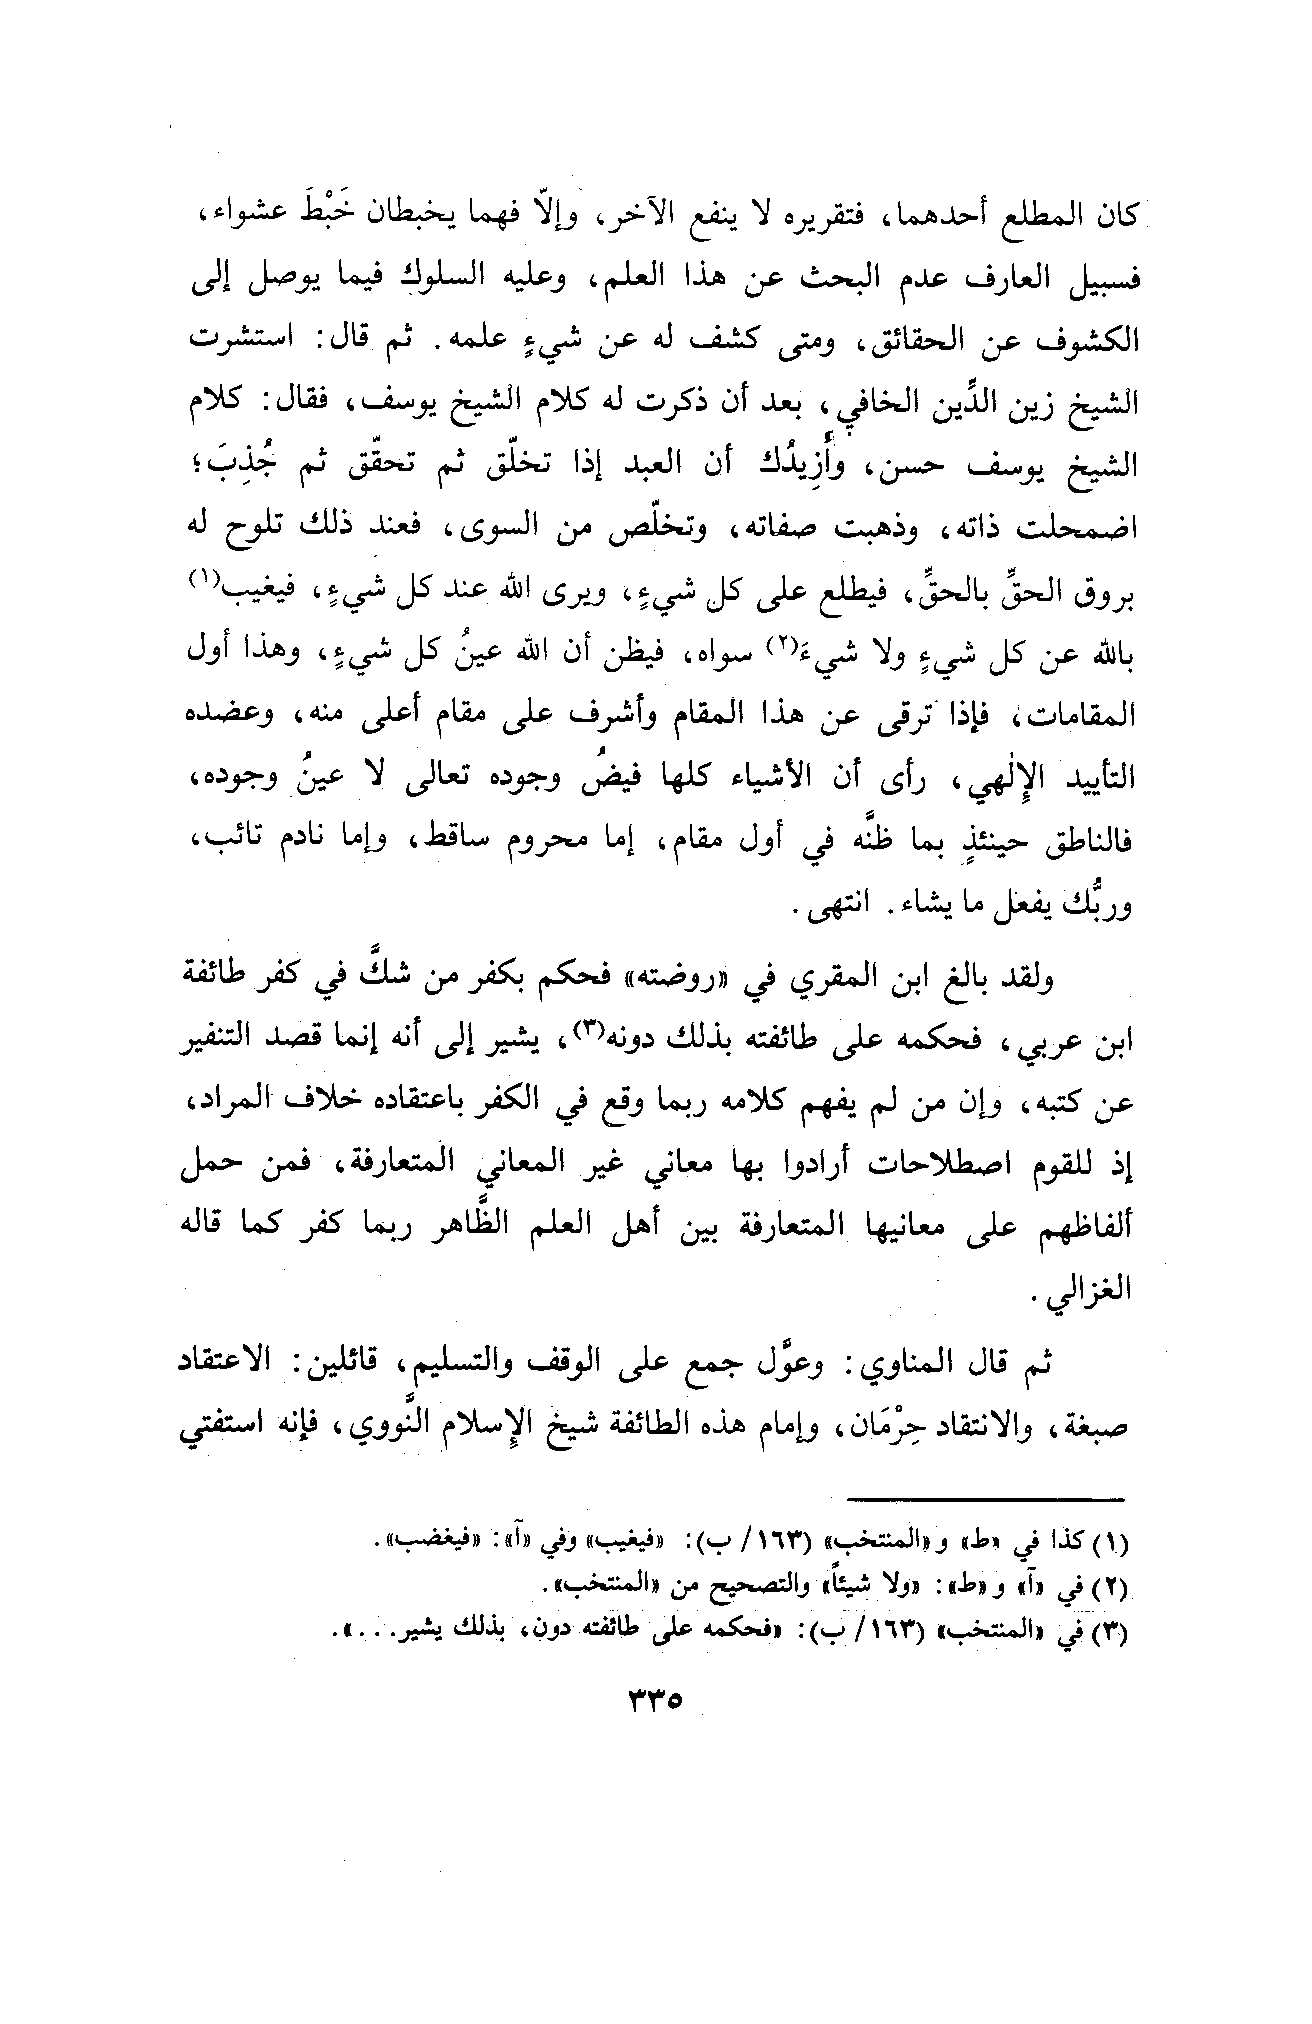 كان المطلع أحدهما، فتقريره لا ينفع الآخر، وإلّا فهما يخبطان خَبْطَ عشواء،
فسبيل العارف عدم البحث عن هذا العلم، وعليه السلوك فيما يوصل إلى
الكشوف عن الحقائق، ومتى كشف له عن شيءٍ علمه. ثم قال: استشرت
الشيخ زين الدِّين الخافي، بعد أن ذكرت له كلام الشيخ يوسف، فقال: كلام
الشيخ يوسف حسن، وأُزِيدُك أن العبد إذا تخلّق ثم تحقّق ثم جُذِبَ؛
اضمحلت ذاته، وذهبت صفاته، وتخلّص من السوى، فعند ذلك تلوح له
بروق الحقِّ بالحقِّ، فيطلع على كل شيءٍ، ويرى الله عند كل شيءٍ، فيغيب(١)
بالله عن كل شيءٍ ولا شيءَ(٢) سواه، فيظن أن الله عينُ كل شيءٍ، وهذا أول
المقامات، فإذا ترقى عن هذا المقام وأشرف على مقام أعلى منه، وعضده
التأييد الإلٰهي، رأى أن الأشياء كلها فيضُ وجوده تعالى لا عينُ وجوده،
فالناطق حينئذٍ بما ظنَّه في أول مقام، إما محروم ساقط، وإما نادم تائب،
وربُّك يفعل ما يشاء. انتهى.
ولقد بالغ ابن المقري في «روضته» فحكم بكفر من شكَّ في كفر طائفة
ابن عربي، فحكمه على طائفته بذلك دونه(٣)، يشير إلى أنه إنما قصد التنفير
عن كتبه، وإن من لم يفهم كلامه ربما وقع في الكفر باعتقاده خلاف المراد،
إذ للقوم اصطلاحات أرادوا بها معاني غير المعاني المتعارفة، فمن حمل
ألفاظهم على معانيها المتعارفة بين أهل العلم الظَّاهر ربما كفر كما قاله
الغزالي.
ثم قال المناوي: وعوَّل جمع على الوقف والتسليم، قائلين: الاعتقاد
صبغة، والانتقاد حِرْمَان، وإمام هذه الطائفة شيخ الإسلام النَّووي، فإنه استفتي
(١) كذا في «ط» و«المنتخب» (١٦٣/ ب): «فيغيب» وفي «آ»: «فيغضب».
(٢) في «آ» و«ط»: «ولا شيئاً» والتصحيح من «المنتخب».
(٣) في «المنتخب» (١٦٣/ ب): «فحكمه على طائفته دون، بذلك يشير...».
٣٣٥